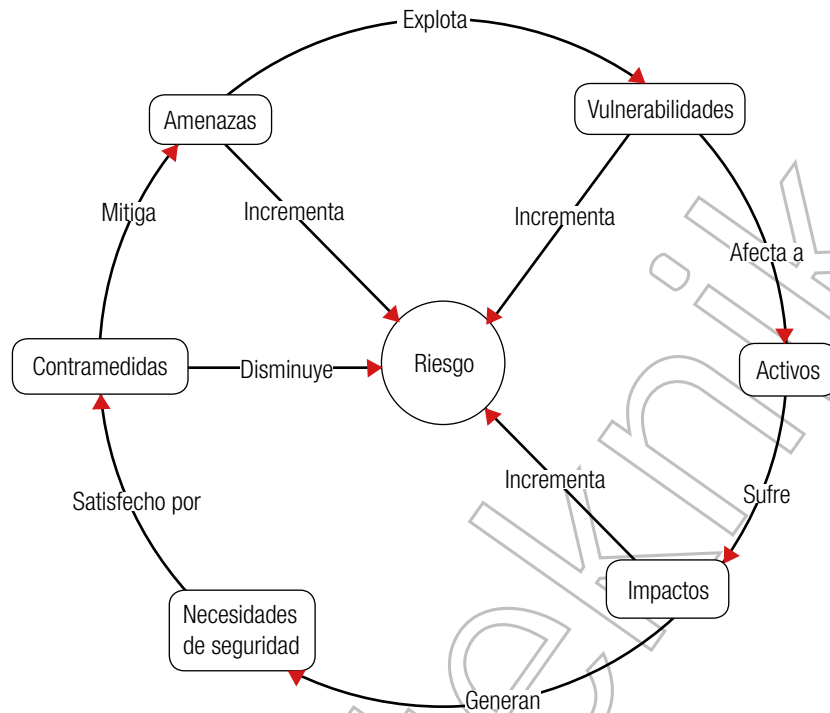 Explota
Amenazas
Vulnerabilidades
Mitiga
Incrementa
Incrementa
Afecta a
Contramedidas
Disminuye
Riesgo
Activos
Incrementa
Satisfecho por
Sufre
Necesidades
de seguridad
Impactos
Generan